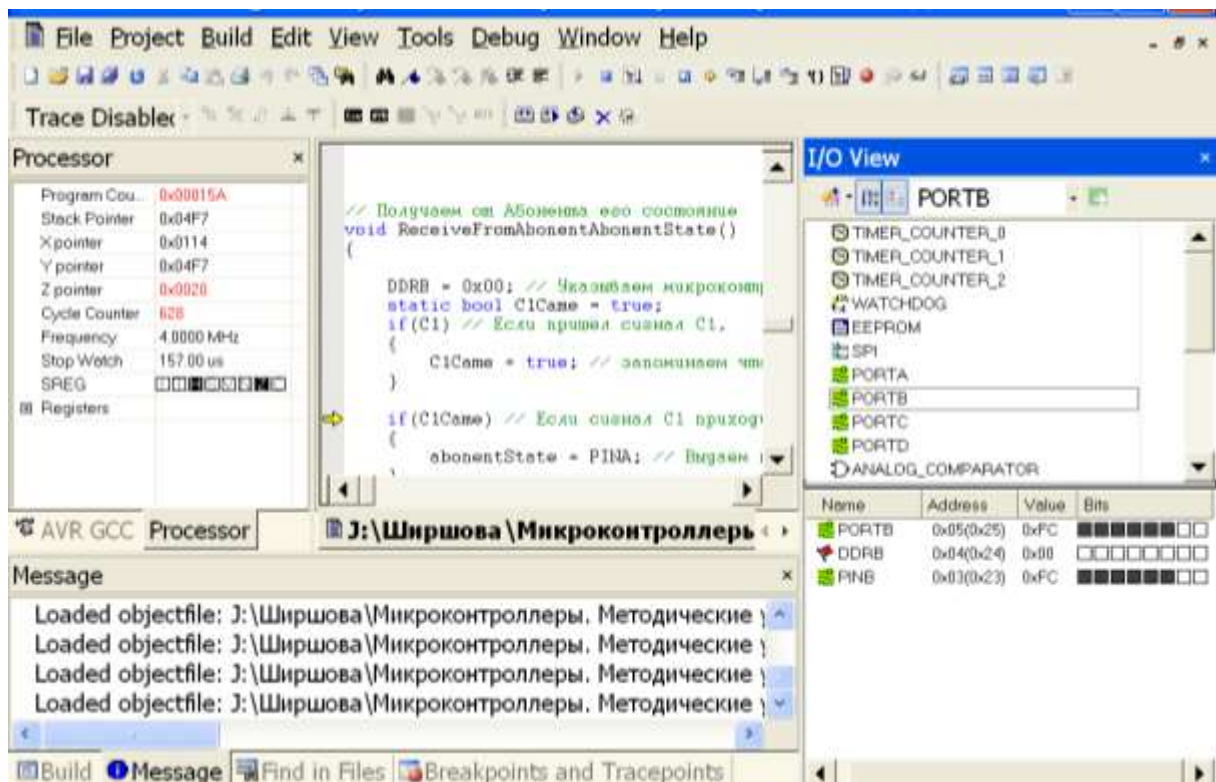 File Project Build Edit View Tools Debug Window Help
Trace Disabled
Processor
Program Cou... 0x00015A
Stack Pointer 0x04F7
X pointer 0x0114
Y pointer 0x04F7
Z pointer 0x0020
Cycle Counter 628
Frequency 4.0000 MHz
Stop Watch 157.00 us
SREG
Registers
AVR GCC Processor
// Получаем от Абонента его состояние
void ReceiveFromAbonentAbonentState()
{
DDRB = 0x00; // Указываем микроконтр
static bool C1Came = true;
if(C1) // Если пришел сигнал C1,
{
C1Came = true; // запоминаем что
}
if(C1Came) // Если сигнал C1 приход
{
abonentState = PINA; // Выдаем
J:\Ширшова\Микроконтроллеры
I/O View
PORTB
TIMER_COUNTER_0
TIMER_COUNTER_1
TIMER_COUNTER_2
WATCHDOG
EEPROM
SPI
PORTA
PORTB
PORTC
PORTD
ANALOG_COMPARATOR
Name Address Value Bits
PORTB 0x05(0x25) 0xFC
DDRB 0x04(0x24) 0x00
PINB 0x03(0x23) 0xFC
Message
Loaded objectfile: J:\Ширшова\Микроконтроллеры. Методические
Loaded objectfile: J:\Ширшова\Микроконтроллеры. Методические
Loaded objectfile: J:\Ширшова\Микроконтроллеры. Методические
Loaded objectfile: J:\Ширшова\Микроконтроллеры. Методические
Build Message Find in Files Breakpoints and Tracepoints